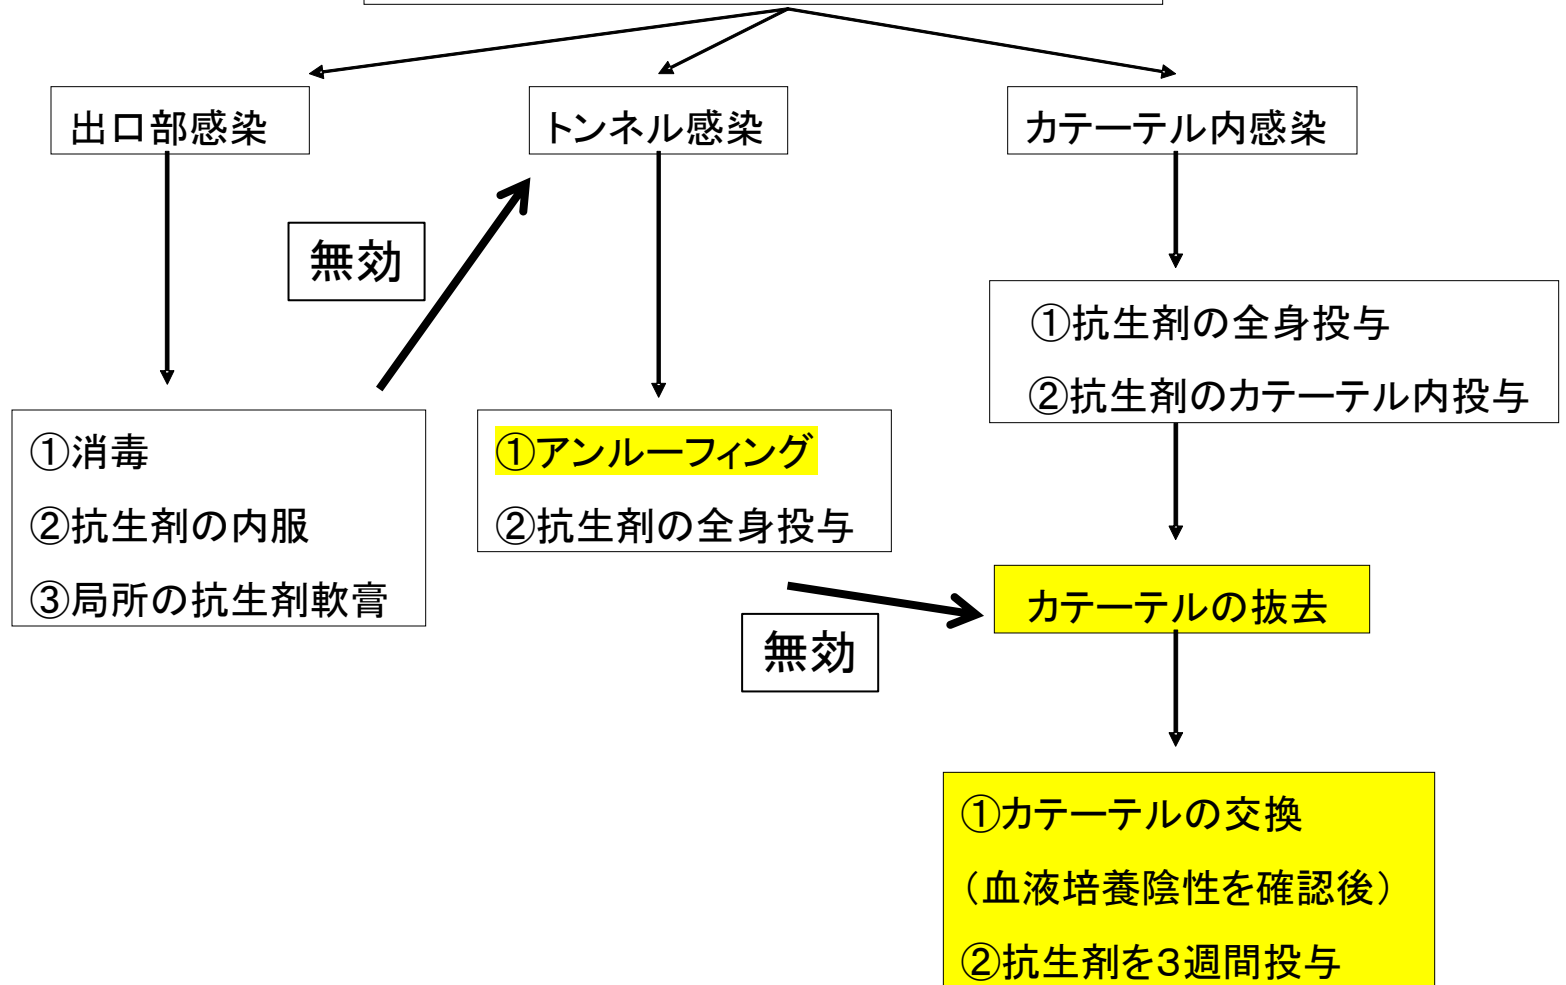 出口部感染
トンネル感染
カテーテル内感染
無効
①抗生剤の全身投与
②抗生剤のカテーテル内投与
①消毒
②抗生剤の内服
③局所の抗生剤軟膏
①アンルーフィング
②抗生剤の全身投与
無効
カテーテルの抜去
①カテーテルの交換
（血液培養陰性を確認後）
②抗生剤を３週間投与